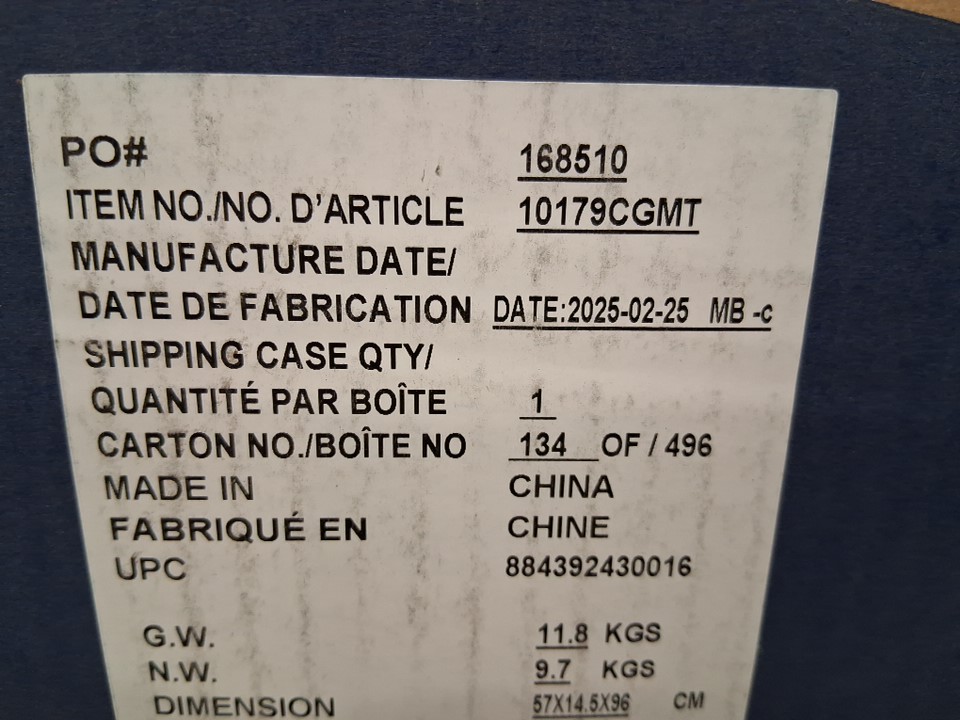 PO# 168510
ITEM NO./NO. D'ARTICLE 10179CGMT
MANUFACTURE DATE/
DATE DE FABRICATION DATE:2025-02-25 MB -c
SHIPPING CASE QTY/
QUANTITÉ PAR BOÎTE 1
CARTON NO./BOÎTE NO 134 OF / 496
MADE IN CHINA
FABRIQUÉ EN CHINE
UPC 884392430016
G.W. 11.8 KGS
N.W. 9.7 KGS
DIMENSION 57X14.5X96 CM